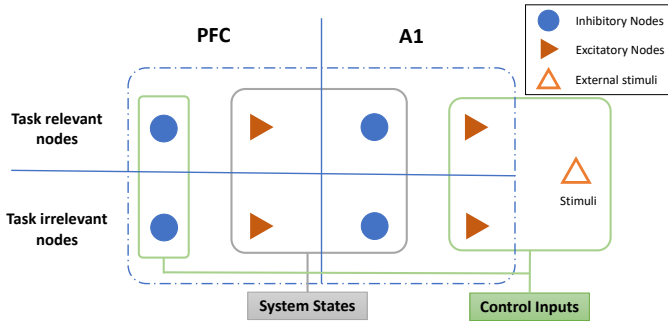 PFC
A1
Inhibitory Nodes
Excitatory Nodes
External stimuli
Task relevant
nodes
Task irrelevant
nodes
Stimuli
System States
Control Inputs